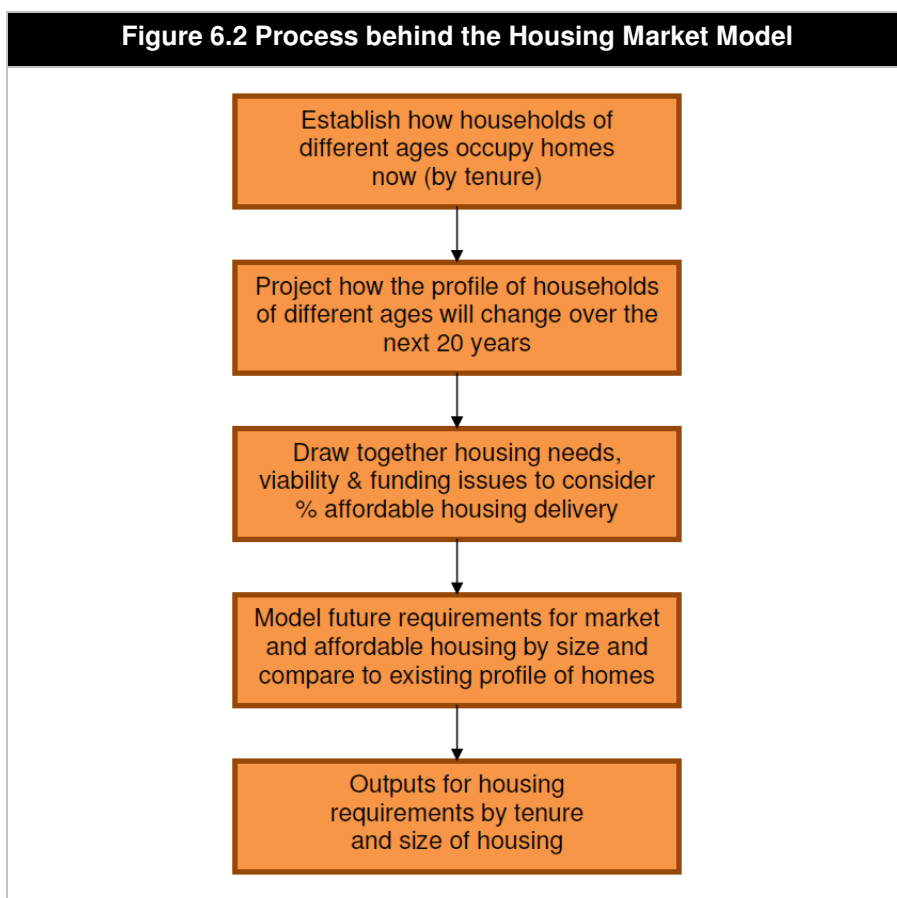 Figure 6.2 Process behind the Housing Market Model
Establish how households of
different ages occupy homes
now (by tenure)
Project how the profile of households
of different ages will change over the
next 20 years
Draw together housing needs,
viability & funding issues to consider
% affordable housing delivery
Model future requirements for market
and affordable housing by size and
compare to existing profile of homes
Outputs for housing
requirements by tenure
and size of housing